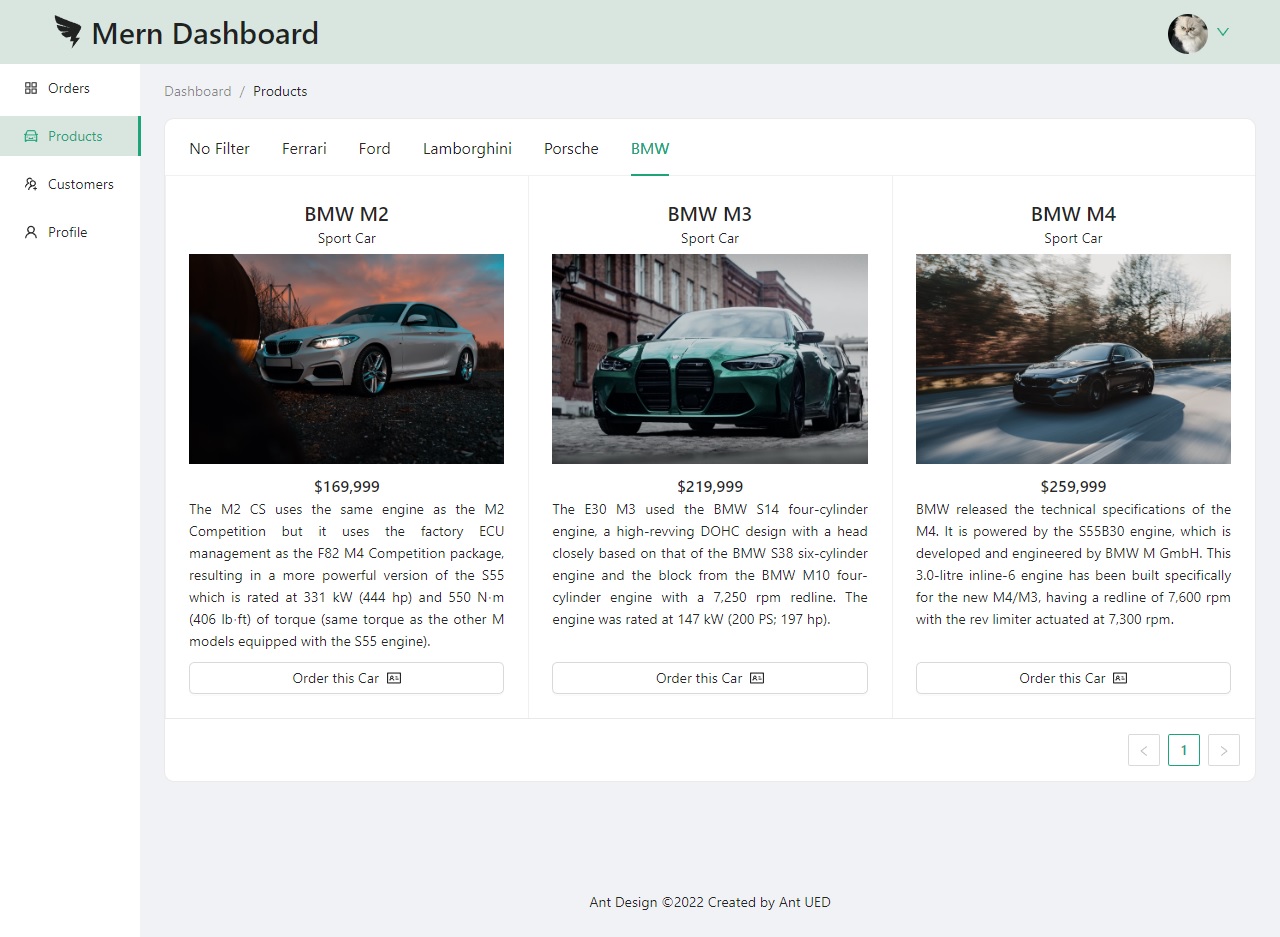 Mern Dashboard
Orders
Products
Customers
Profile
Dashboard / Products
No Filter Ferrari Ford Lamborghini Porsche BMW
BMW M2
Sport Car
$169,999
The M2 CS uses the same engine as the M2
Competition but it uses the factory ECU
management as the F82 M4 Competition package,
resulting in a more powerful version of the S55
which is rated at 331 kW (444 hp) and 550 N·m
(406 lb·ft) of torque (same torque as the other M
models equipped with the S55 engine).
Order this Car
BMW M3
Sport Car
$219,999
The E30 M3 used the BMW S14 four-cylinder
engine, a high-revving DOHC design with a head
closely based on that of the BMW S38 six-cylinder
engine and the block from the BMW M10 four-
cylinder engine with a 7,250 rpm redline. The
engine was rated at 147 kW (200 PS; 197 hp).
Order this Car
BMW M4
Sport Car
$259,999
BMW released the technical specifications of the
M4. It is powered by the S55B30 engine, which is
developed and engineered by BMW M GmbH. This
3.0-litre inline-6 engine has been built specifically
for the new M4/M3, having a redline of 7,600 rpm
with the rev limiter actuated at 7,300 rpm.
Order this Car
< 1 >
Ant Design ©2022 Created by Ant UED